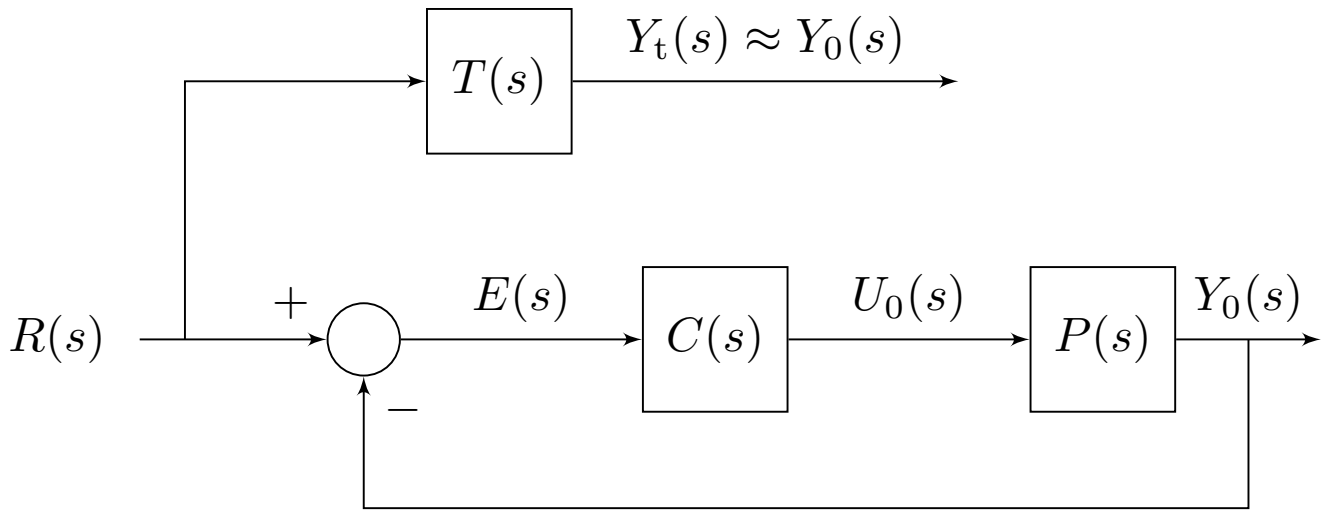 T(s)
Y_t(s) ≈ Y_0(s)
R(s)
+
−
E(s)
C(s)
U_0(s)
P(s)
Y_0(s)